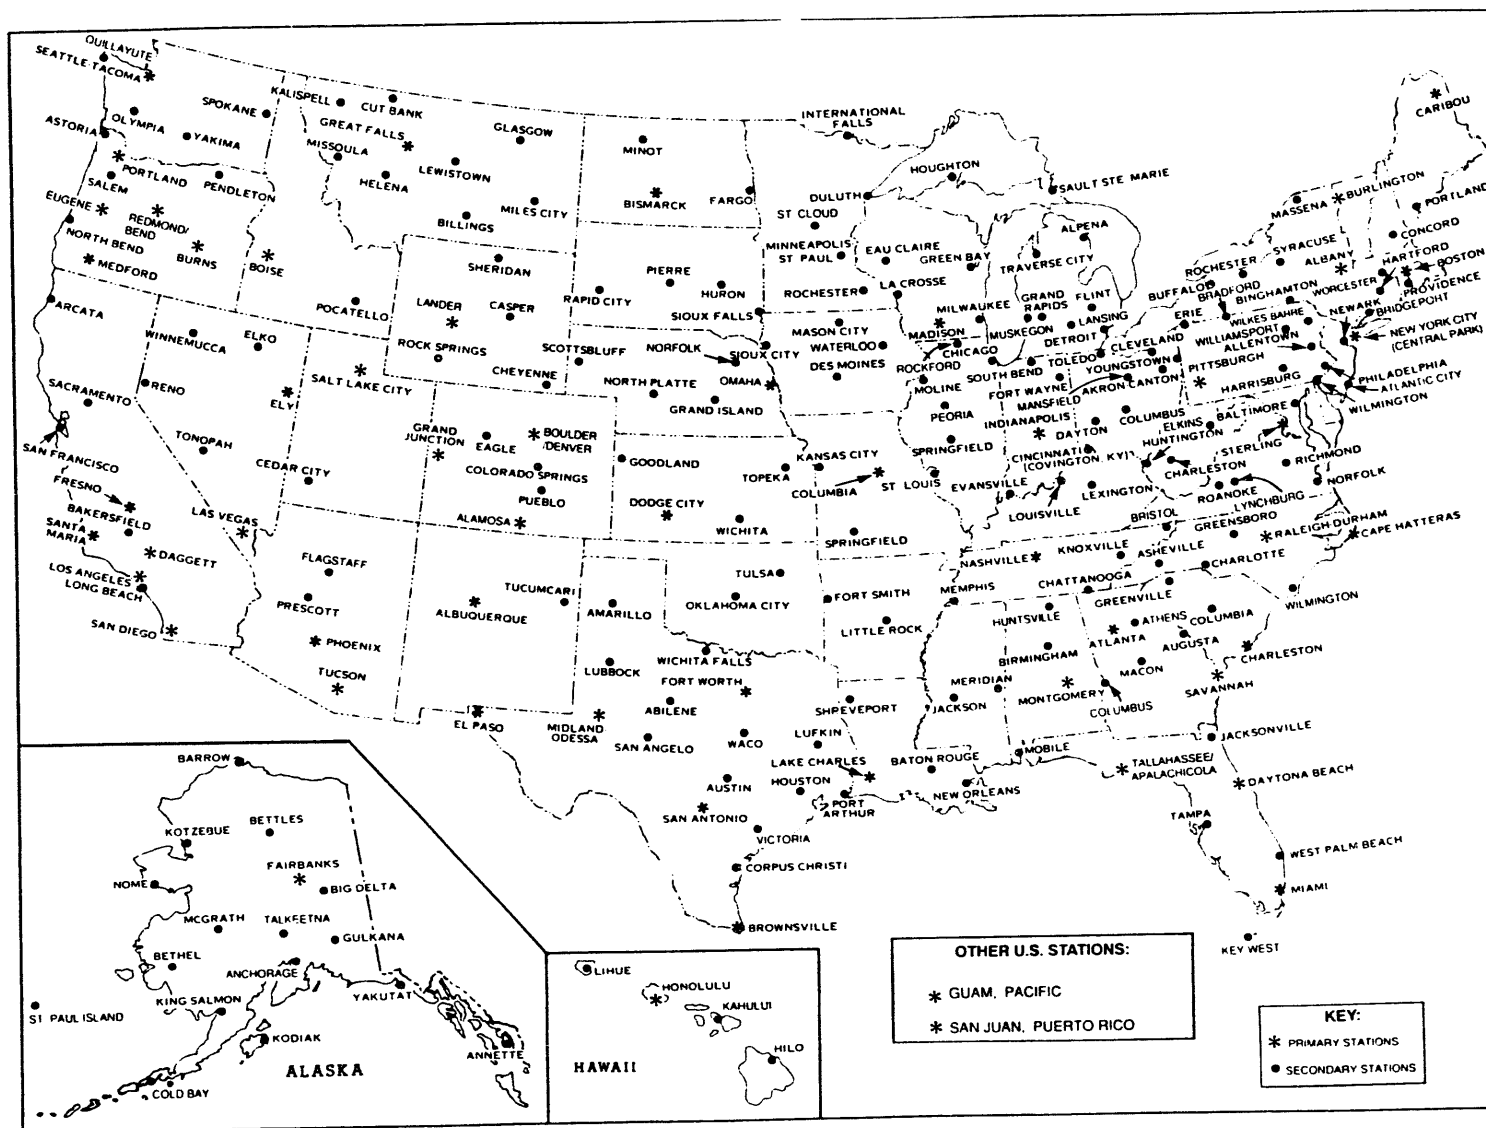 QUILLAYUTE
SEATTLE-TACOMA
SPOKANE
OLYMPIA
YAKIMA
ASTORIA
PORTLAND
SALEM
PENDLETON
EUGENE
REDMOND/
BEND
BURNS
NORTH BEND
MEDFORD
KALISPELL
CUT BANK
GREAT FALLS
GLASGOW
MISSOULA
LEWISTOWN
HELENA
MILES CITY
BILLINGS
BOISE
POCATELLO
SHERIDAN
LANDER
CASPER
ROCK SPRINGS
CHEYENNE
MINOT
BISMARCK
FARGO
PIERRE
HURON
RAPID CITY
SIOUX FALLS
SCOTTSBLUFF
NORFOLK
NORTH PLATTE
OMAHA
GRAND ISLAND
INTERNATIONAL
FALLS
DULUTH
ST CLOUD
MINNEAPOLIS
ST PAUL
ROCHESTER
HOUGHTON
SAULT STE MARIE
EAU CLAIRE
GREEN BAY
LA CROSSE
MILWAUKEE
MADISON
ALPENA
TRAVERSE CITY
GRAND
RAPIDS
FLINT
MUSKEGON
LANSING
DETROIT
MASON CITY
WATERLOO
SIOUX CITY
DES MOINES
CHICAGO
ROCKFORD
MOLINE
PEORIA
SPRINGFIELD
SOUTH BEND
FORT WAYNE
INDIANAPOLIS
EVANSVILLE
TOLEDO
CLEVELAND
YOUNGSTOWN
AKRON CANTON
MANSFIELD
COLUMBUS
DAYTON
CINCINNATI
(COVINGTON, KY)
CARIBOU
BURLINGTON
MASSENA
PORTLAND
CONCORD
SYRACUSE
HARTFORD
ROCHESTER
ALBANY
BOSTON
BUFFALO
BRADFORD
BINGHAMTON
WORCESTER
PROVIDENCE
ERIE
NEWARK
BRIDGEPORT
WILKES BARRE
WILLIAMSPORT
ALLENTOWN
NEW YORK CITY
(CENTRAL PARK)
PITTSBURGH
HARRISBURG
PHILADELPHIA
ATLANTIC CITY
WILMINGTON
BALTIMORE
ELKINS
HUNTINGTON
STERLING
CHARLESTON
RICHMOND
NORFOLK
ROANOKE
LYNCHBURG
LEXINGTON
LOUISVILLE
BRISTOL
GREENSBORO
RALEIGH-DURHAM
CAPE HATTERAS
ARCATA
WINNEMUCCA
ELKO
RENO
ELY
SALT LAKE CITY
SACRAMENTO
TONOPAH
CEDAR CITY
SAN FRANCISCO
FRESNO
BAKERSFIELD
LAS VEGAS
SANTA
MARIA
DAGGETT
LOS ANGELES
LONG BEACH
SAN DIEGO
GRAND
JUNCTION
EAGLE
BOULDER
/DENVER
COLORADO SPRINGS
PUEBLO
ALAMOSA
GOODLAND
TOPEKA
DODGE CITY
WICHITA
KANSAS CITY
COLUMBIA
ST LOUIS
SPRINGFIELD
FLAGSTAFF
PRESCOTT
PHOENIX
TUCSON
TUCUMCARI
ALBUQUERQUE
TULSA
OKLAHOMA CITY
AMARILLO
LUBBOCK
WICHITA FALLS
FORT WORTH
ABILENE
EL PASO
MIDLAND
ODESSA
SAN ANGELO
WACO
LUFKIN
AUSTIN
HOUSTON
SAN ANTONIO
PORT
ARTHUR
VICTORIA
CORPUS CHRISTI
BROWNSVILLE
FORT SMITH
LITTLE ROCK
SHREVEPORT
LAKE CHARLES
BATON ROUGE
NEW ORLEANS
NASHVILLE
KNOXVILLE
MEMPHIS
CHATTANOOGA
ASHEVILLE
CHARLOTTE
HUNTSVILLE
GREENVILLE
WILMINGTON
ATHENS
COLUMBIA
ATLANTA
BIRMINGHAM
AUGUSTA
CHARLESTON
MACON
MERIDIAN
MONTGOMERY
SAVANNAH
JACKSON
COLUMBUS
MOBILE
JACKSONVILLE
TALLAHASSEE/
APALACHICOLA
DAYTONA BEACH
TAMPA
WEST PALM BEACH
MIAMI
KEY WEST
BARROW
KOTZEBUE
BETTLES
FAIRBANKS
NOME
BIG DELTA
MCGRATH
TALKEETNA
GULKANA
BETHEL
ANCHORAGE
KING SALMON
YAKUTAT
ST PAUL ISLAND
KODIAK
ANNETTE
ALASKA
COLD BAY
LIHUE
HONOLULU
KAHULUI
HILO
HAWAII
OTHER U.S. STATIONS:
* GUAM, PACIFIC
* SAN JUAN, PUERTO RICO
KEY:
* PRIMARY STATIONS
● SECONDARY STATIONS